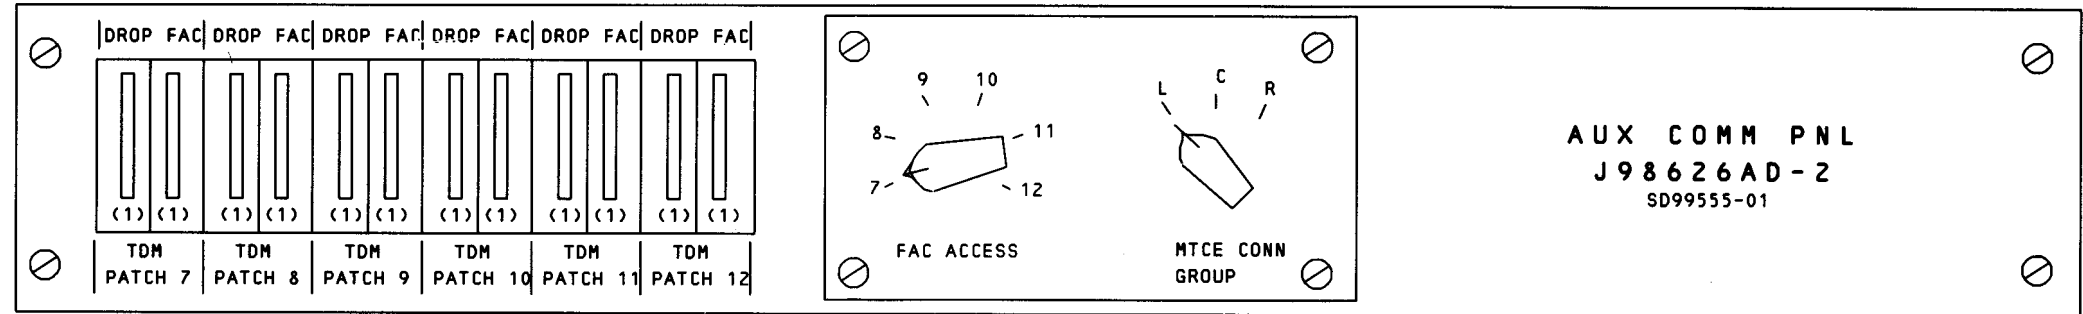 DROP FAC DROP FAC DROP FAC DROP FAC DROP FAC DROP FAC
(1) (1) (1) (1) (1) (1) (1) (1) (1) (1) (1) (1)
TDM PATCH 7
TDM PATCH 8
TDM PATCH 9
TDM PATCH 10
TDM PATCH 11
TDM PATCH 12
7
8
9
10
11
12
FAC ACCESS
L
C
R
MTCE CONN
GROUP
AUX COMM PNL
J98626AD-2
SD99555-01